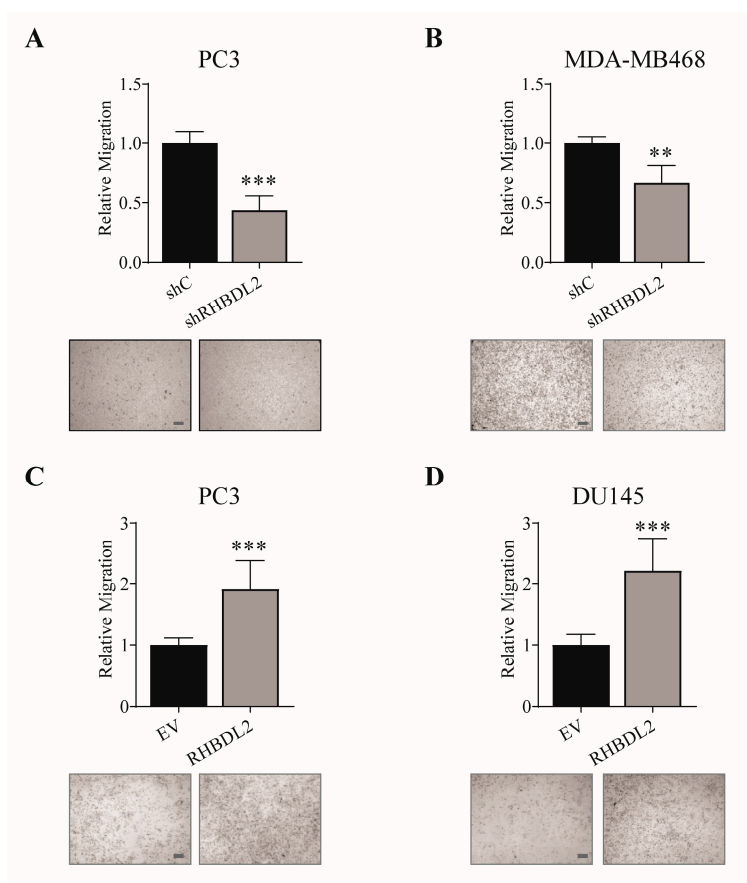 A
PC3
Relative Migration
1.5
1.0
0.5
0.0
***
shC
shRHBDL2
B
MDA-MB468
Relative Migration
1.5
1.0
0.5
0.0
**
shC
shRHBDL2
C
PC3
Relative Migration
3
2
1
0
***
EV
RHBDL2
D
DU145
Relative Migration
3
2
1
0
***
EV
RHBDL2